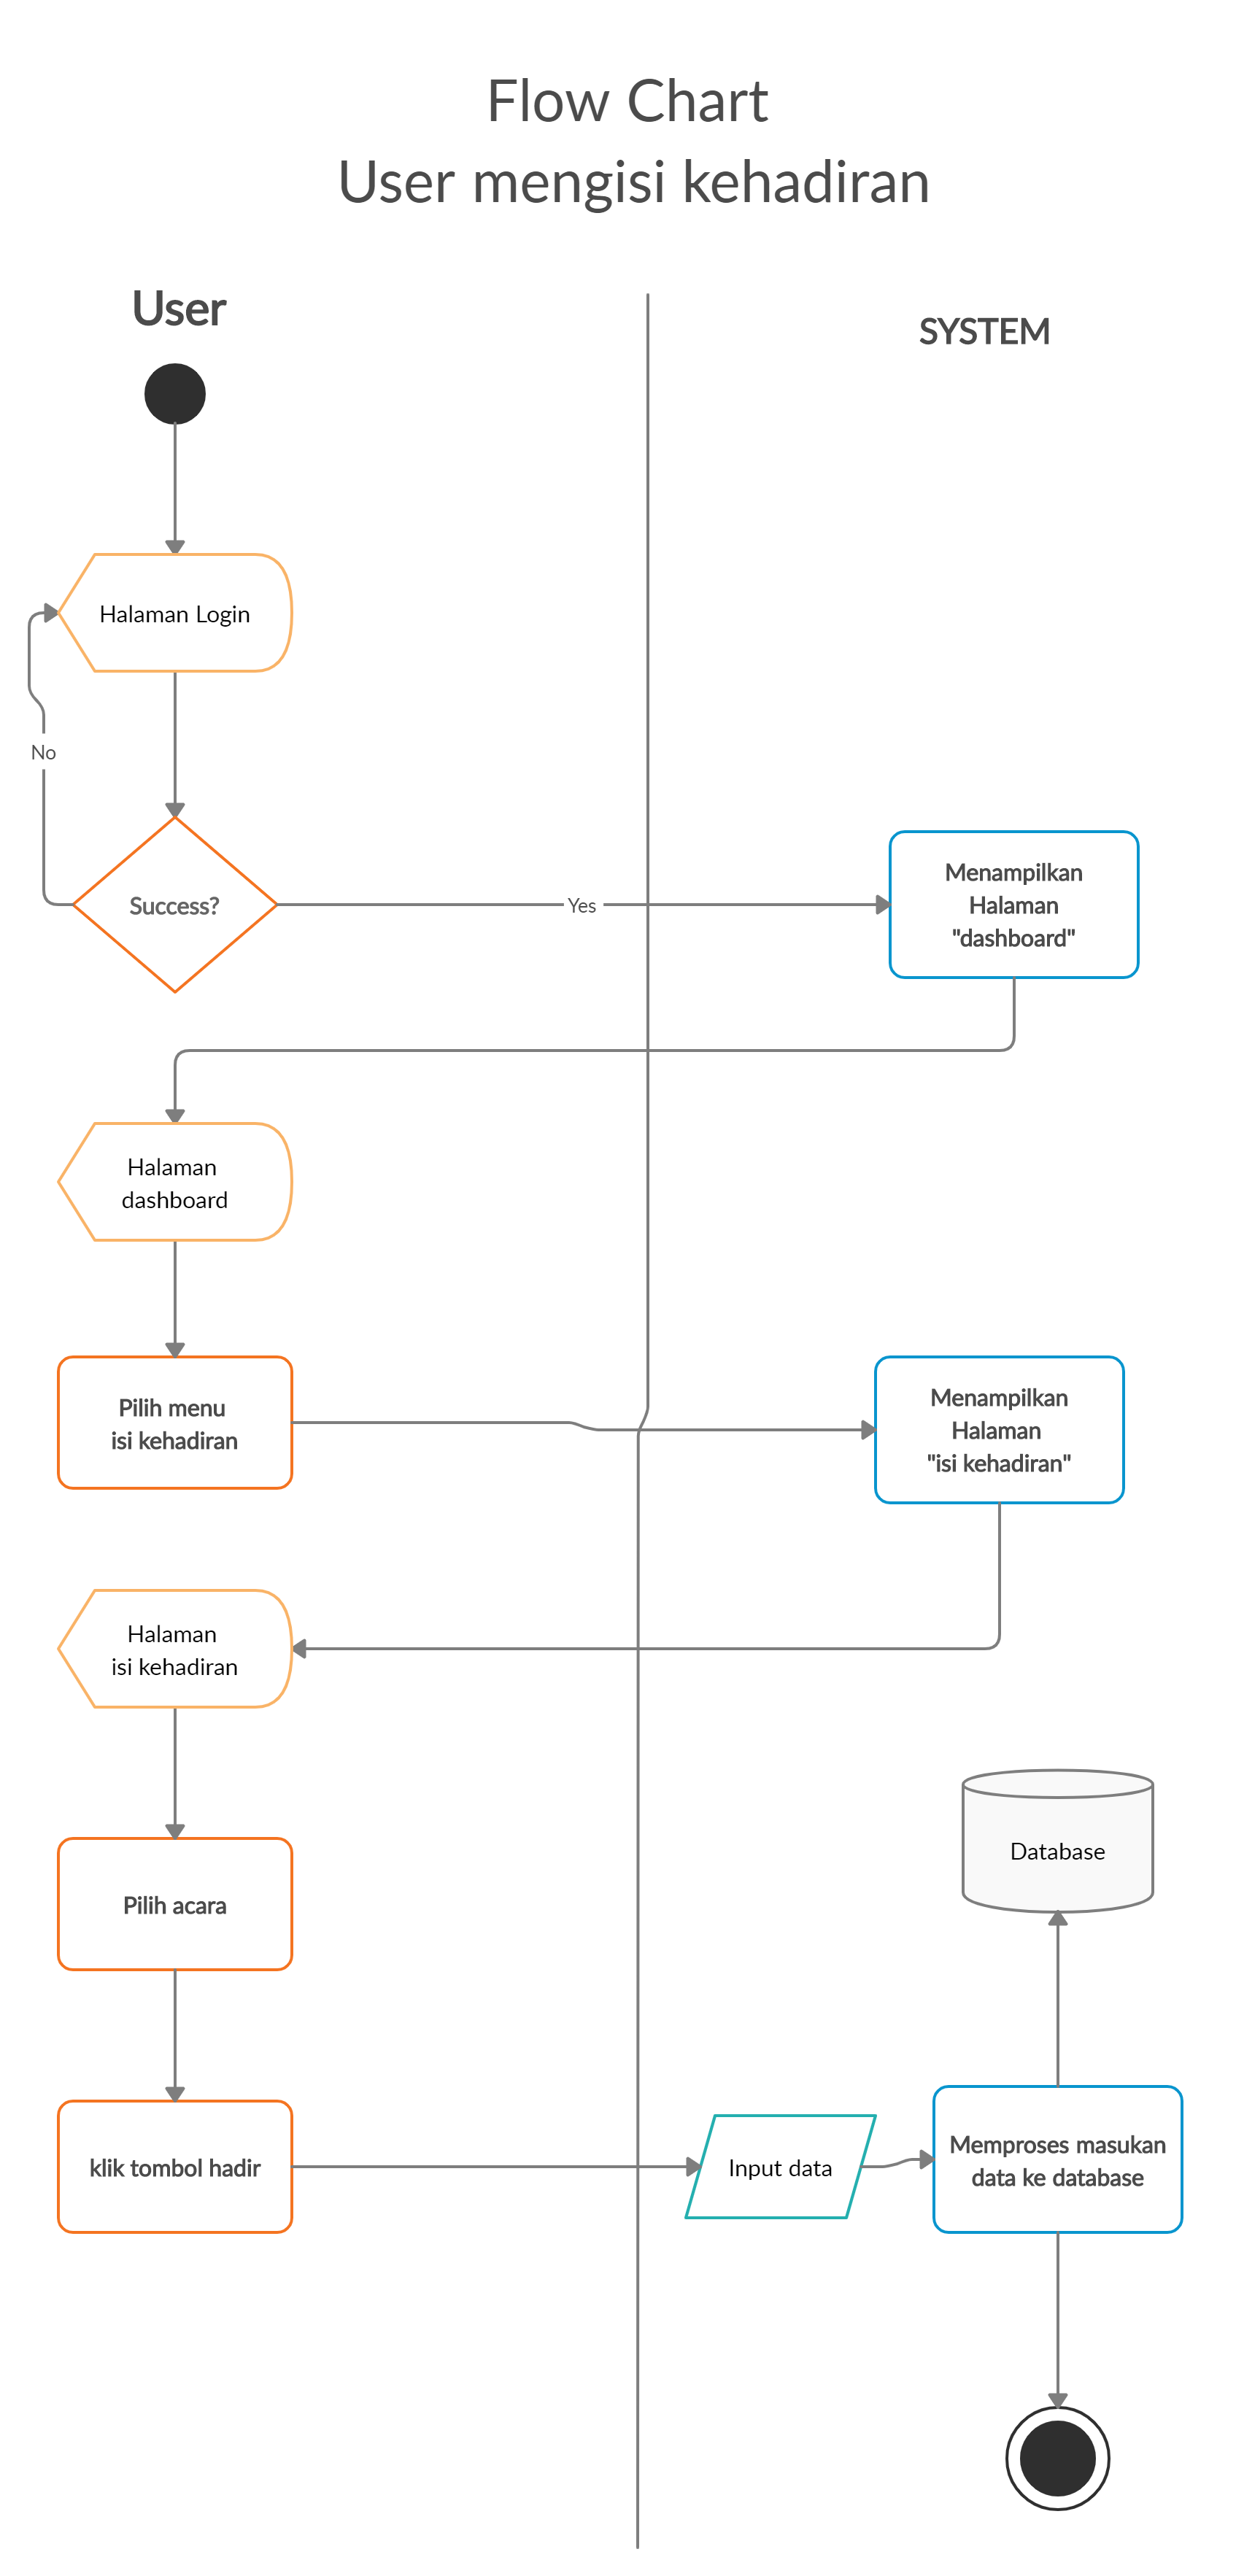 Flow Chart
User mengisi kehadiran
User
SYSTEM
Halaman Login
No
Success?
Yes
Menampilkan
Halaman
"dashboard"
Halaman
dashboard
Pilih menu
isi kehadiran
Menampilkan
Halaman
"isi kehadiran"
Halaman
isi kehadiran
Pilih acara
Database
klik tombol hadir
Input data
Memproses masukan
data ke database